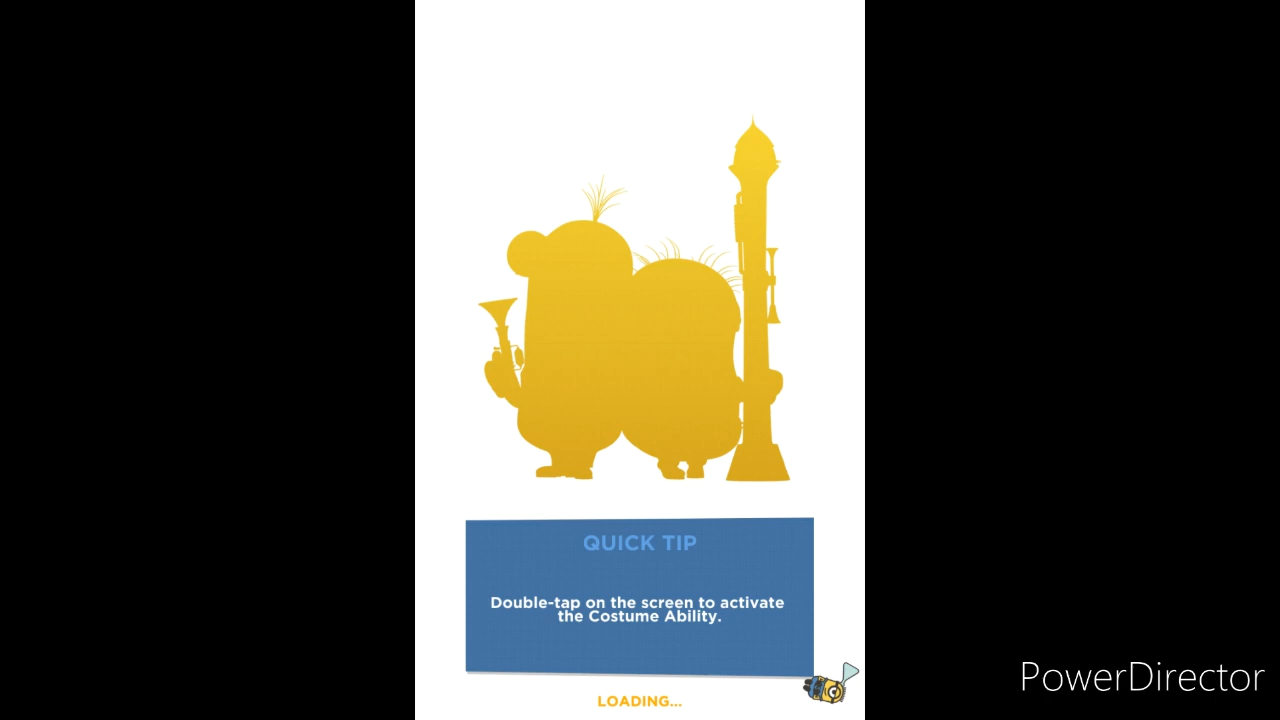 QUICK TIP
Double-tap on the screen to activate
the Costume Ability.
LOADING...
PowerDirector